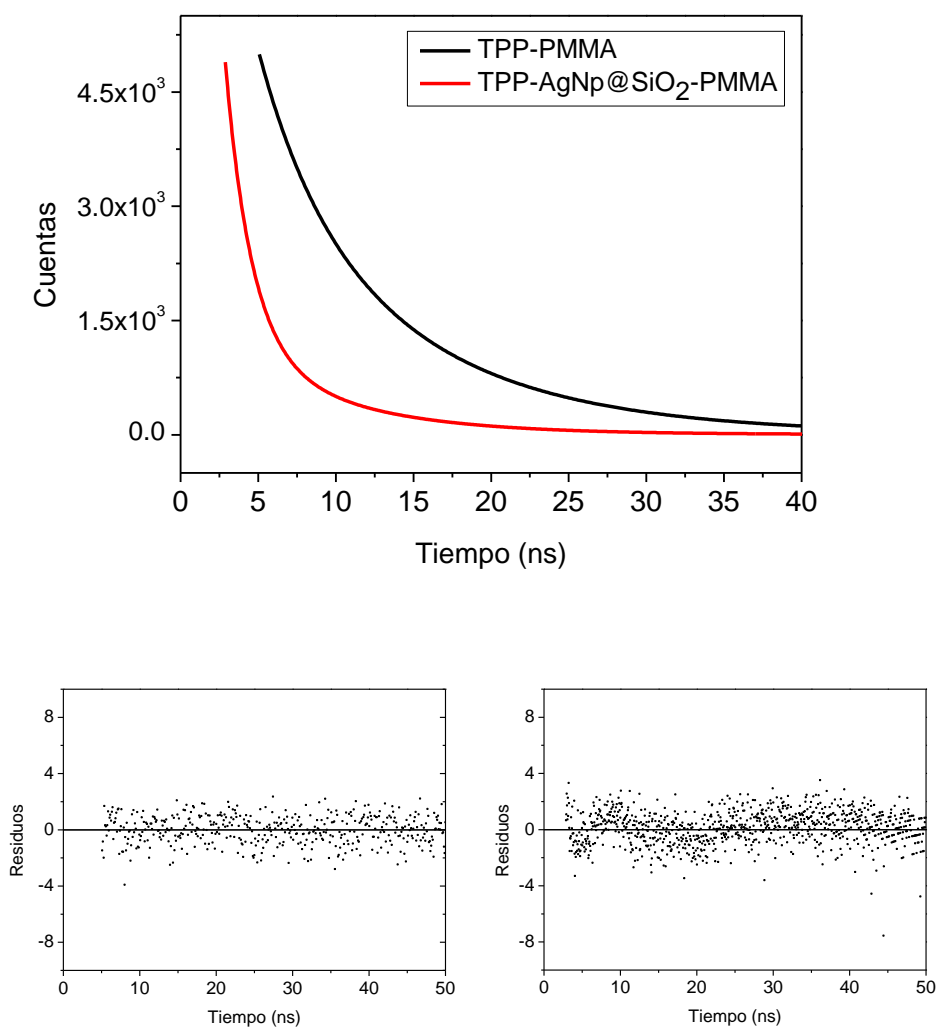 TPP-PMMA
TPP-AgNp@SiO2-PMMA
4.5x10³
3.0x10³
1.5x10³
0.0
Cuentas
0 5 10 15 20 25 30 35 40
Tiempo (ns)
8
4
0
-4
-8
Residuos
0 10 20 30 40 50
Tiempo (ns)
8
4
0
-4
-8
Residuos
0 10 20 30 40 50
Tiempo (ns)